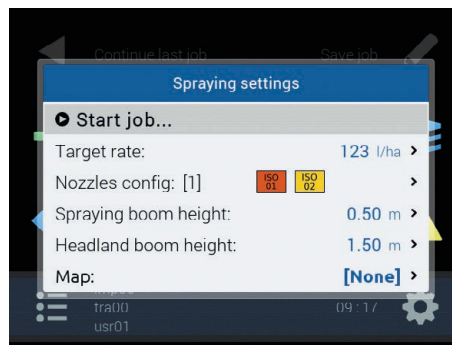 Continue last job Save job
Spraying settings
Start job...
Target rate: 123 l/ha
Nozzles config: [1] ISO 01 ISO 02
Spraying boom height: 0.50 m
Headland boom height: 1.50 m
Map: [None]
tra00 09:17
usr01